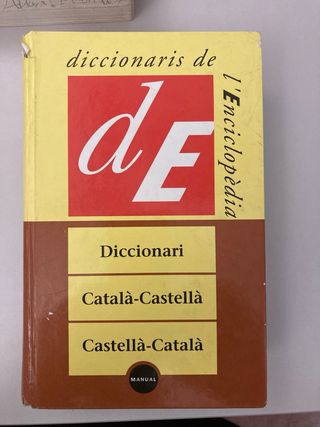 diccionaris de
l'Enciclopèdia
dE
Diccionari
Català-Castellà
Castellà-Català
MANUAL